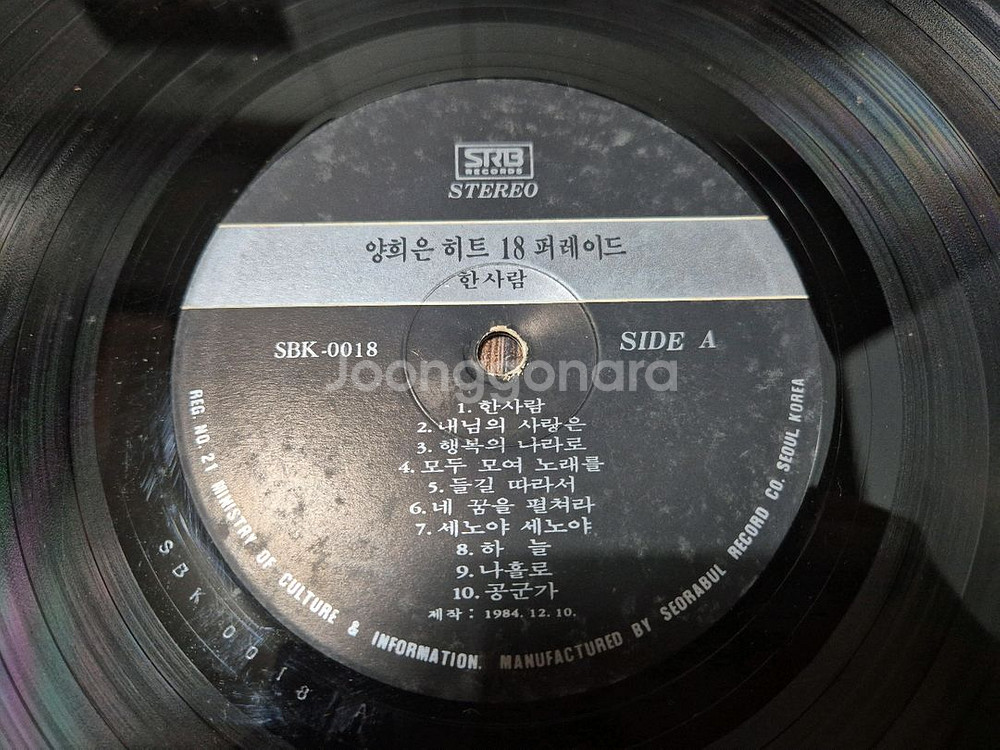 SRB
RECORDS
STEREO
양희은 히트 18 퍼레이드
한사람
SBK-0018
SIDE A
Joonggonara
1. 한사람
2. 내님의 사랑은
3. 행복의 나라로
4. 모두 모여 노래를
5. 들길 따라서
6. 네 꿈을 펼쳐라
7. 세노야 세노야
8. 하 늘
9. 나홀로
10. 공군가
제작 : 1984. 12. 10.
REG NO. 21 MINISTRY OF CULTURE & INFORMATION. MANUFACTURED BY SEORABUL RECORD CO. SEOUL KOREA
SBK 0018 A